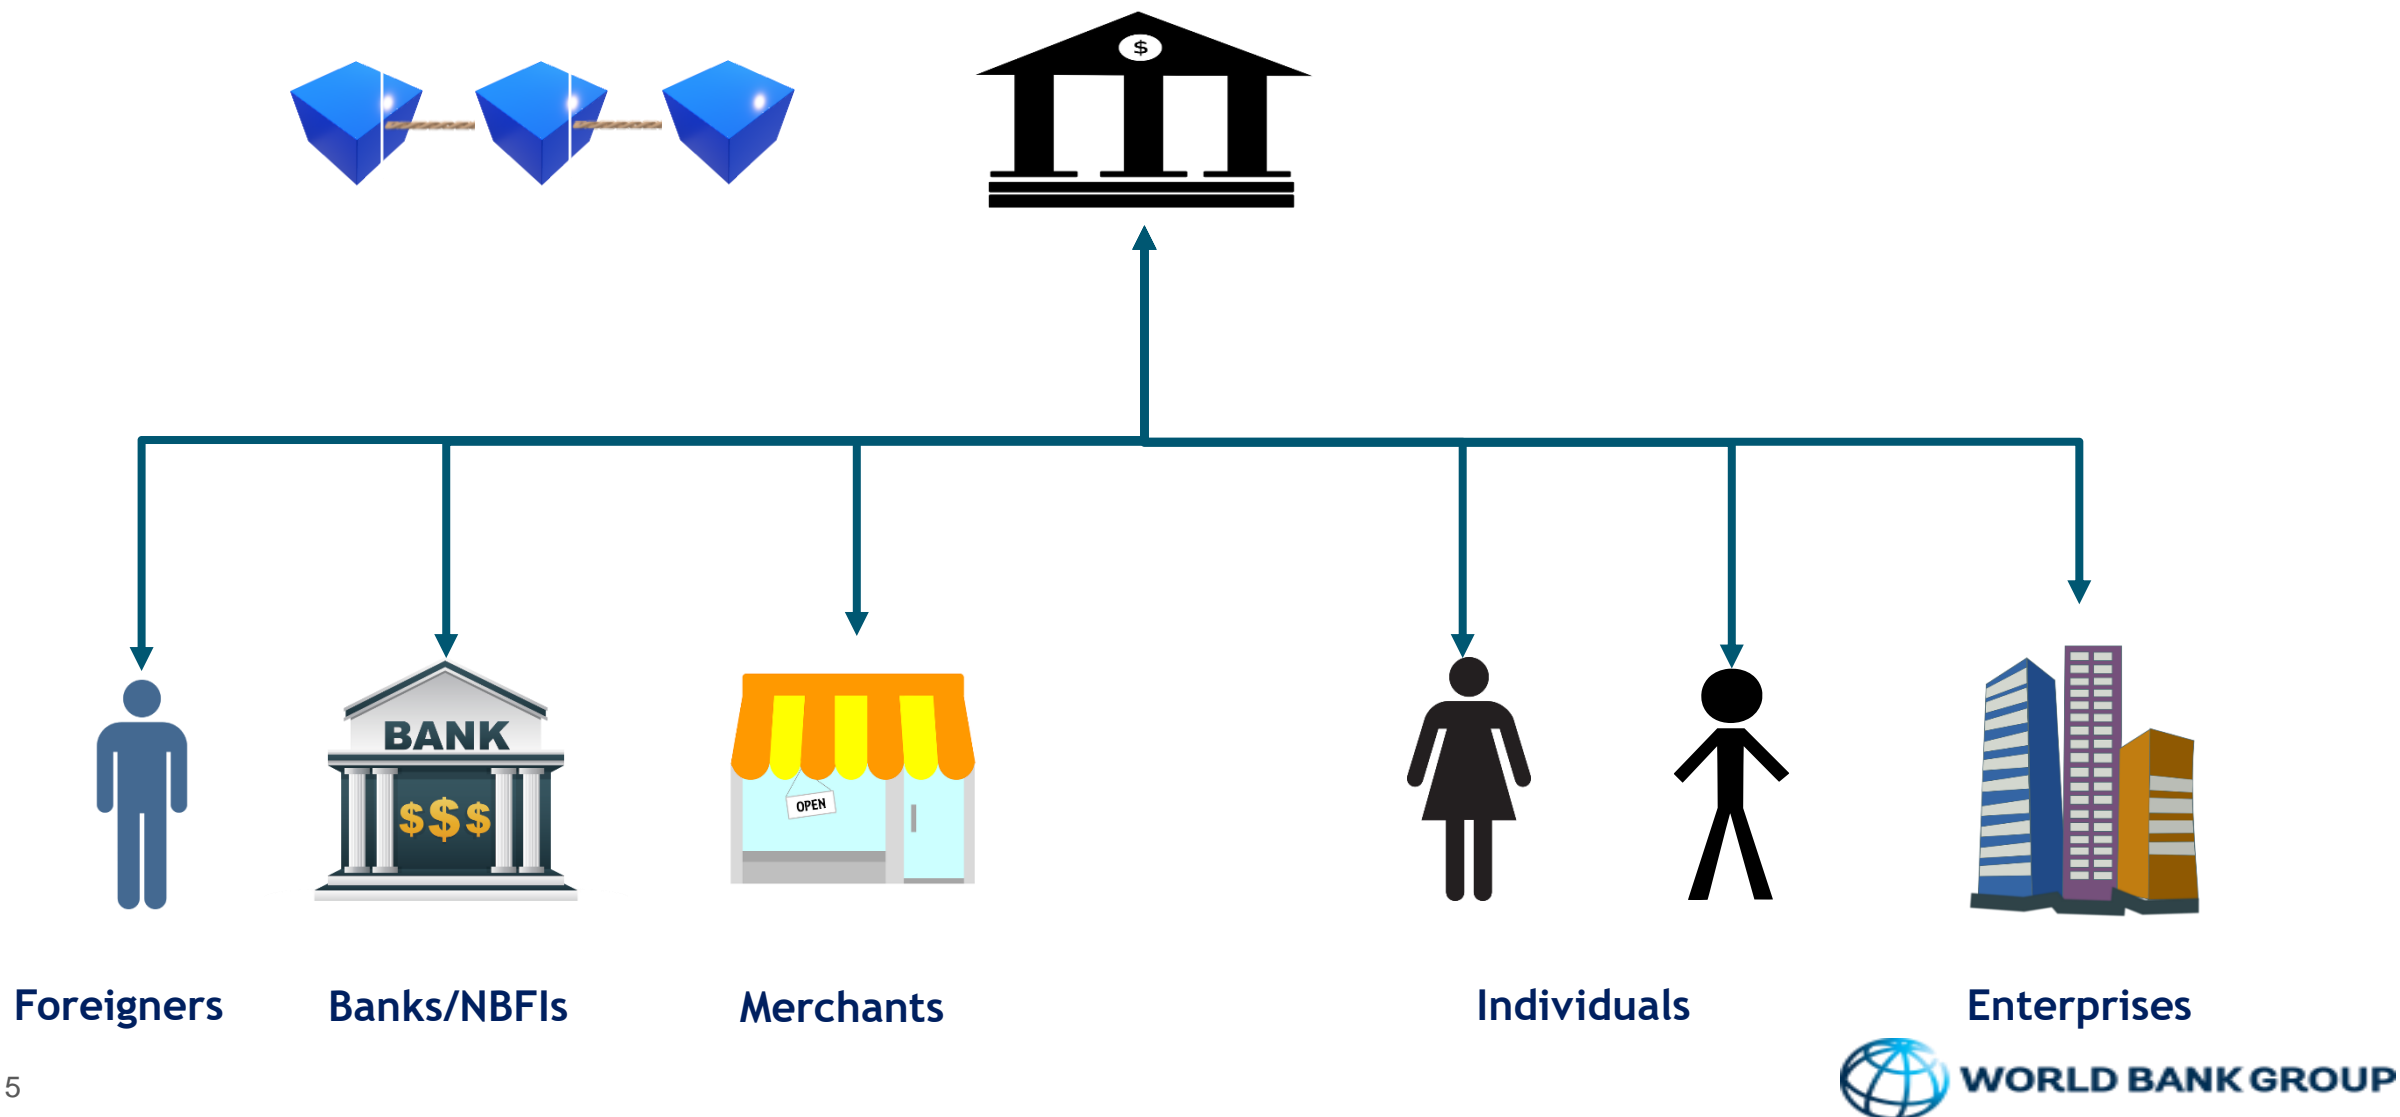 $
BANK
$$$
OPEN
Foreigners
Banks/NBFIs
Merchants
Individuals
Enterprises
5
WORLD BANK GROUP